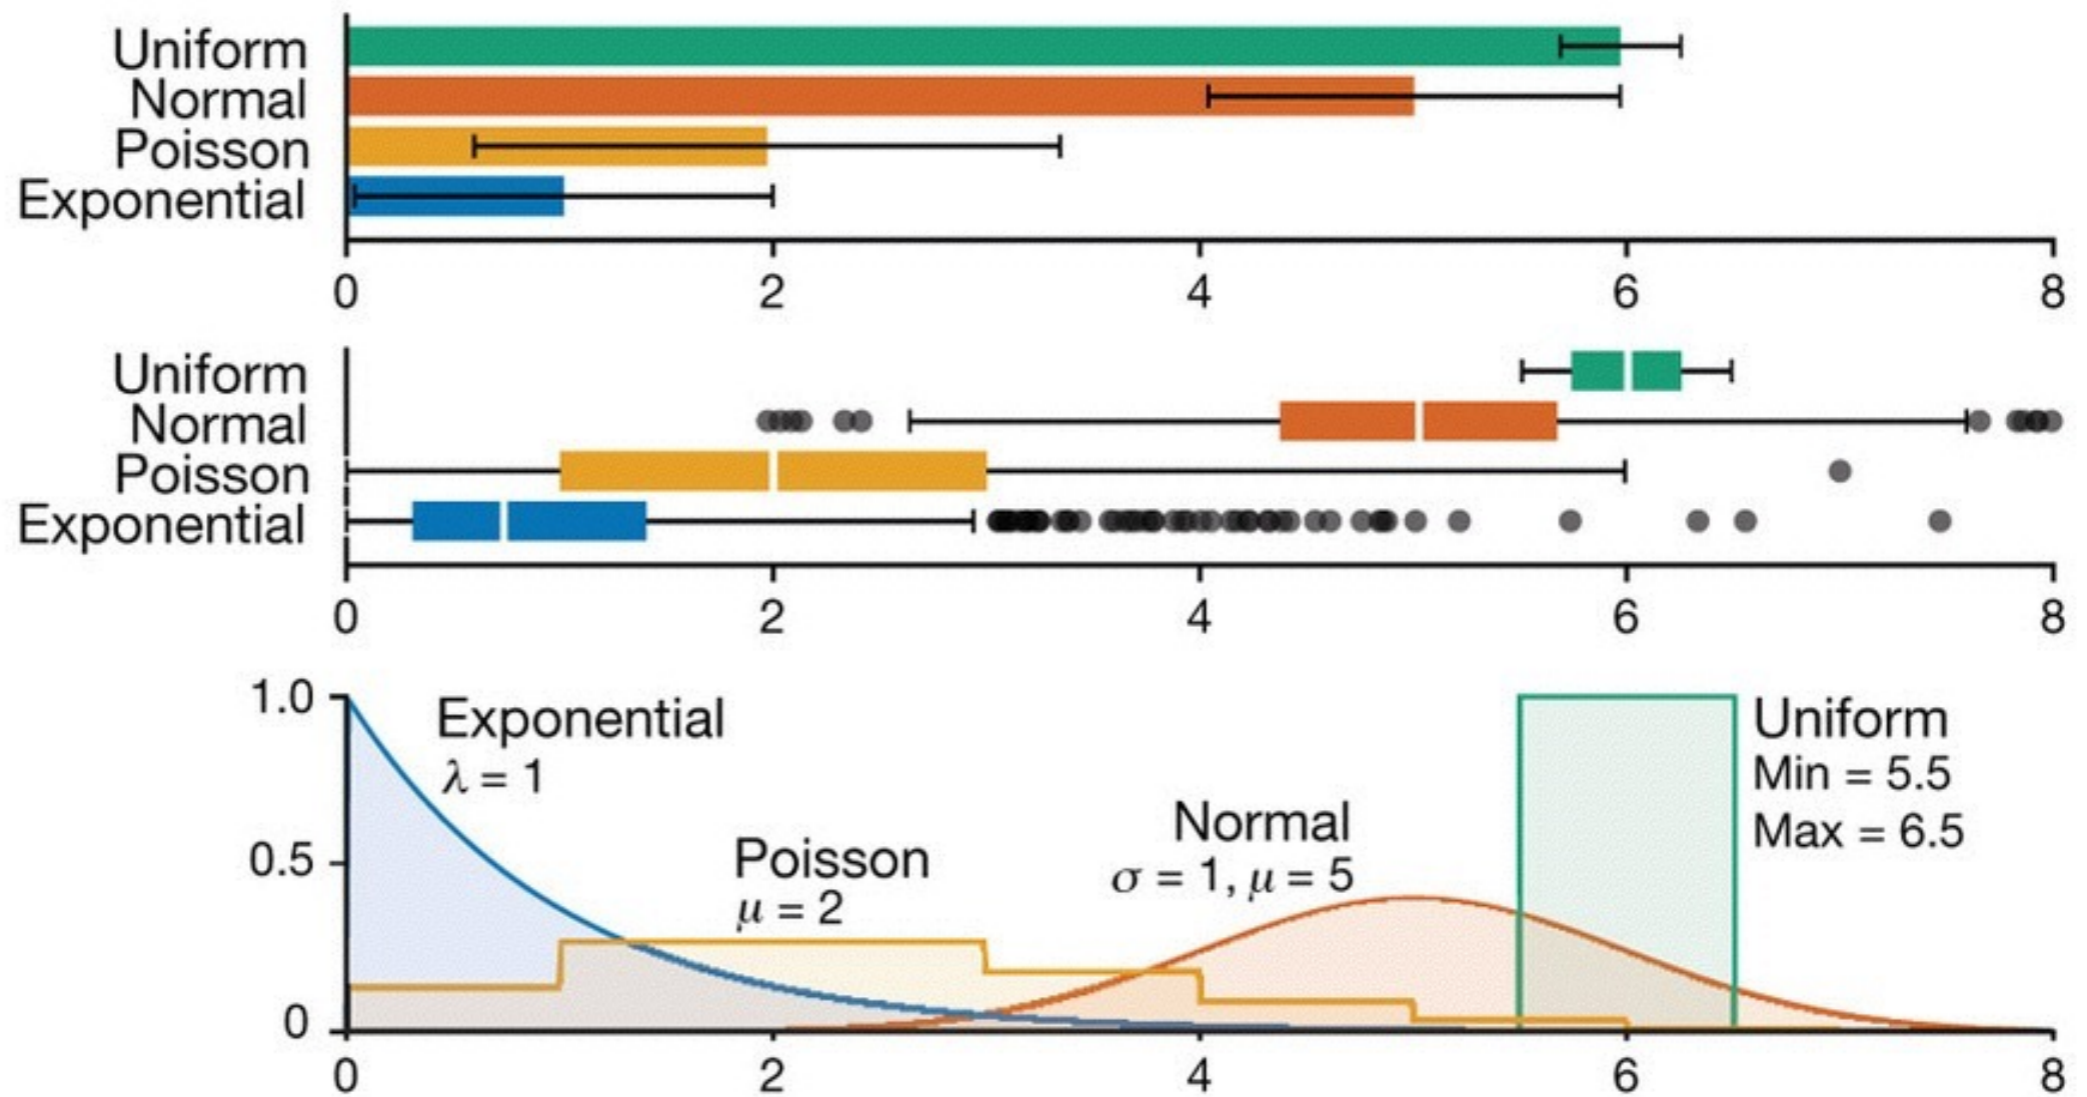 Uniform
Normal
Poisson
Exponential
0 2 4 6 8
Uniform
Normal
Poisson
Exponential
0 2 4 6 8
1.0
0.5
0
Exponential
λ = 1
Poisson
μ = 2
Normal
σ = 1, μ = 5
Uniform
Min = 5.5
Max = 6.5
0 2 4 6 8